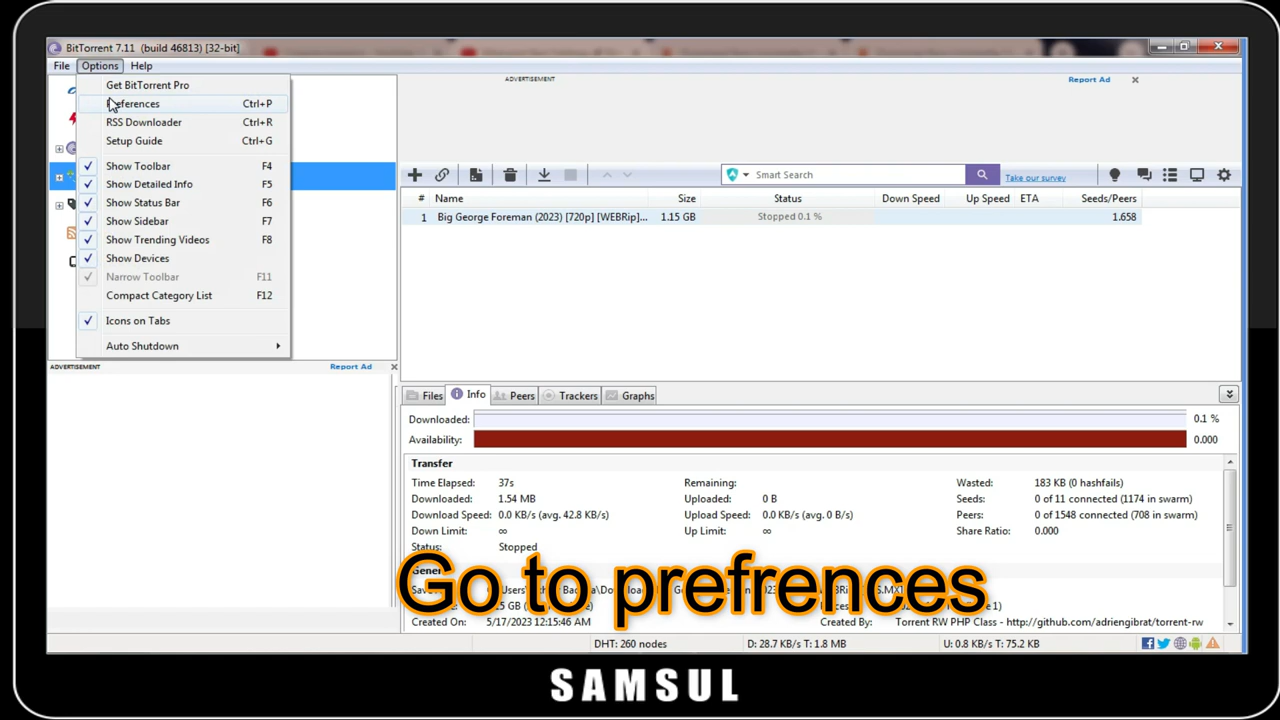 BitTorrent 7.11 (build 46813) [32-bit]
File Options Help
Get BitTorrent Pro
eferences Ctrl+P
RSS Downloader Ctrl+R
Setup Guide Ctrl+G
Show Toolbar F4
Show Detailed Info F5
Show Status Bar F6
Show Sidebar F7
Show Trending Videos F8
Show Devices
Narrow Toolbar F11
Compact Category List F12
Icons on Tabs
Auto Shutdown
ADVERTISEMENT Report Ad
ADVERTISEMENT Report Ad
Smart Search Take our survey
# Name Size Status Down Speed Up Speed ETA Seeds/Peers
1 Big George Foreman (2023) [720p] [WEBRip]... 1.15 GB Stopped 0.1 % 1.658
Files Info Peers Trackers Graphs
Downloaded: 0.1 %
Availability: 0.000
Transfer
Time Elapsed: 37s Remaining: Wasted: 183 KB (0 hashfails)
Downloaded: 1.54 MB Uploaded: 0 B Seeds: 0 of 11 connected (1174 in swarm)
Download Speed: 0.0 KB/s (avg. 42.8 KB/s) Upload Speed: 0.0 KB/s (avg. 0 B/s) Peers: 0 of 1548 connected (708 in swarm)
Down Limit: ∞ Up Limit: ∞ Share Ratio: 0.000
Status: Stopped
Go to prefrences
Created On: 5/17/2023 12:15:46 AM Created By: Torrent RW PHP Class - http://github.com/adriengibrat/torrent-rw
DHT: 260 nodes D: 28.7 KB/s T: 1.8 MB U: 0.8 KB/s T: 75.2 KB
SAMSUL